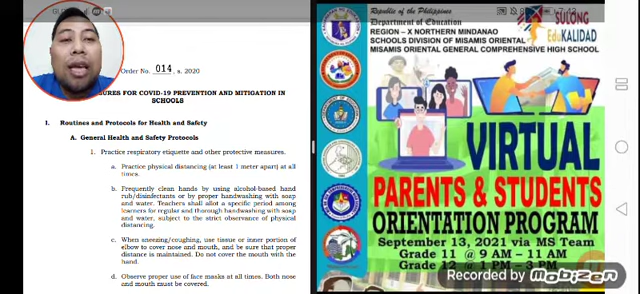 Order No. 014, s. 2020
SURES FOR COVID-19 PREVENTION AND MITIGATION IN
SCHOOLS
I. Routines and Protocols for Health and Safety
A. General Health and Safety Protocols
1. Practice respiratory etiquette and other protective measures.
a. Practice physical distancing (at least 1 meter apart) at all
times.
b. Frequently clean hands by using alcohol-based hand
rub/disinfectants or by proper handwashing with soap
and water. Teachers shall allot a specific period among
learners for regular and thorough handwashing with soap
and water, subject to the strict observance of physical
distancing.
c. When sneezing/coughing, use tissue or inner portion of
elbow to cover nose and mouth, and be sure that proper
distance is maintained. Do not cover the mouth with the
hand.
d. Observe proper use of face masks at all times. Both nose
and mouth must be covered.
Republic of the Philippines
Department of Education
REGION – X NORTHERN MINDANAO
SCHOOLS DIVISION OF MISAMIS ORIENTAL
MISAMIS ORIENTAL GENERAL COMPREHENSIVE HIGH SCHOOL
SULONG
EduKALIDAD
VIRTUAL
PARENTS & STUDENTS
ORIENTATION PROGRAM
September 13, 2021 via MS Team
Grade 11 @ 9 AM – 11 AM
Grade 12 @ 1 PM – 3 PM
Recorded by Mobizen